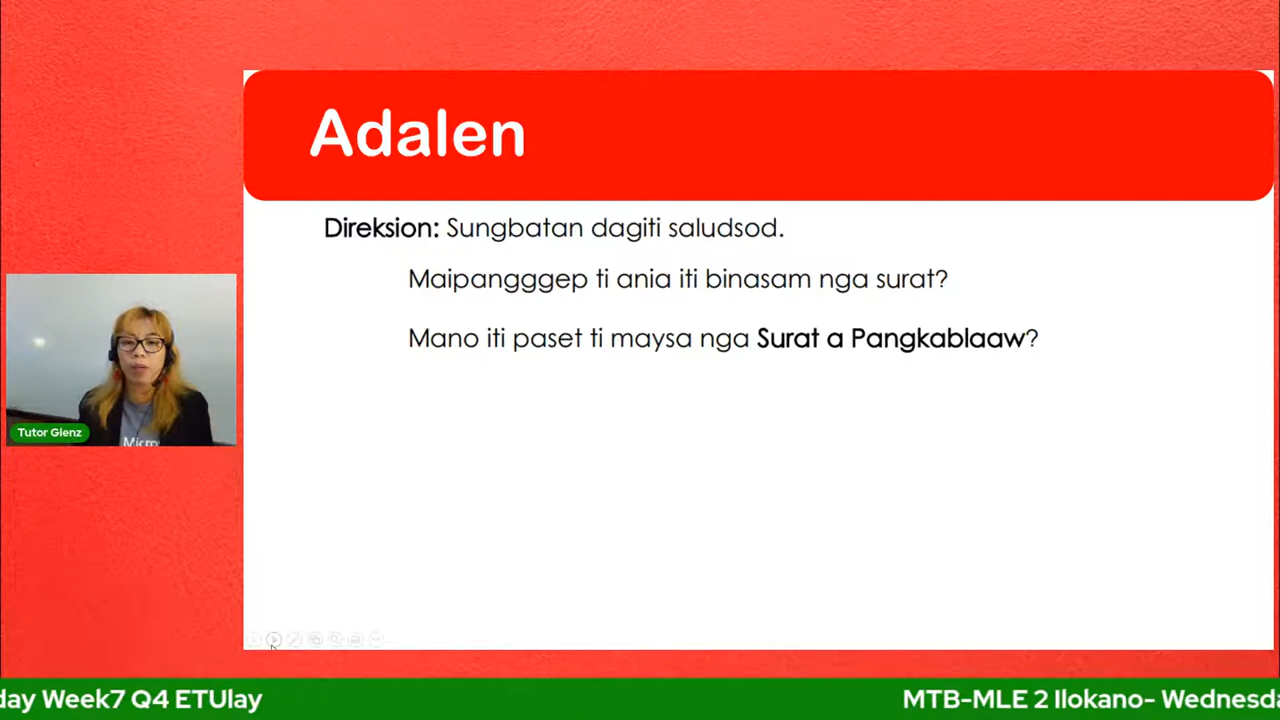 Adalen
Direksion: Sungbatan dagiti saludsod.
Maipangggep ti ania iti binasam nga surat?
Mano iti paset ti maysa nga Surat a Pangkablaaw?
Tutor Glenz
day Week7 Q4 ETUlay
MTB-MLE 2 Ilokano- Wednesda